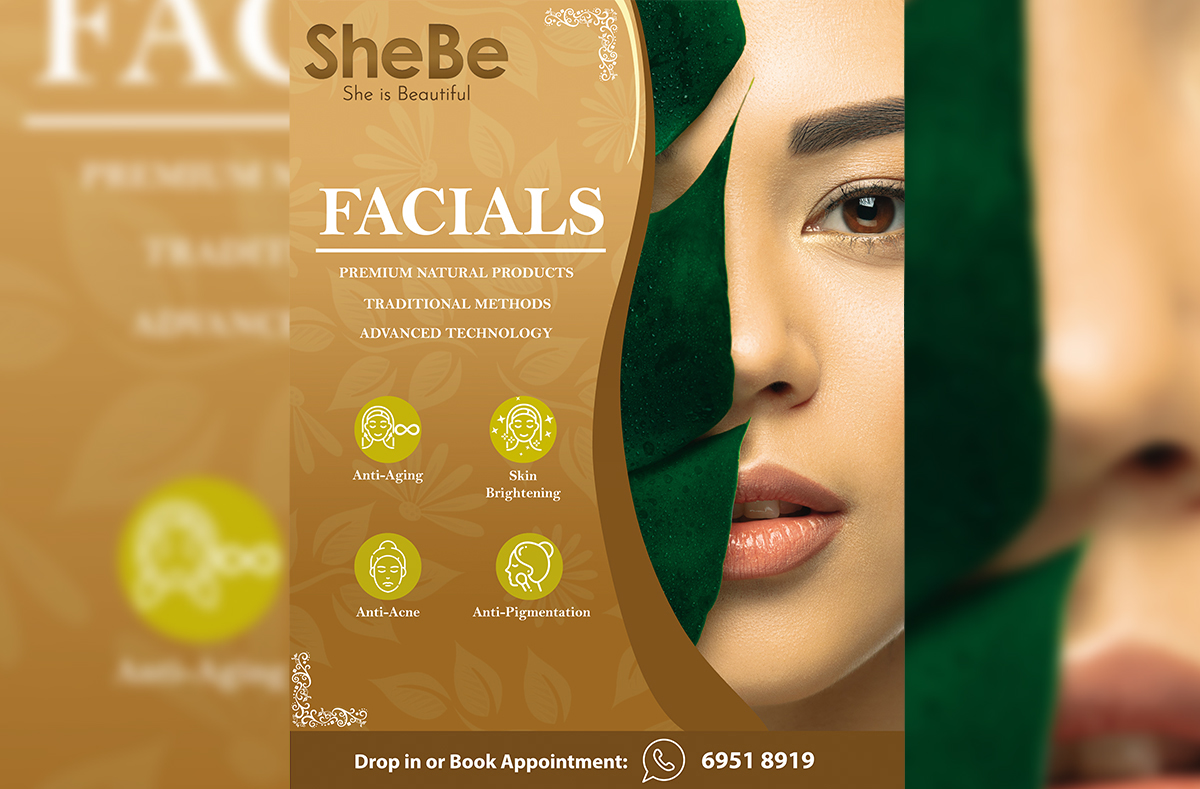 SheBe
She is Beautiful
FACIALS
PREMIUM NATURAL PRODUCTS
TRADITIONAL METHODS
ADVANCED TECHNOLOGY
Anti-Aging
Skin
Brightening
Anti-Acne
Anti-Pigmentation
Drop in or Book Appointment: 6951 8919